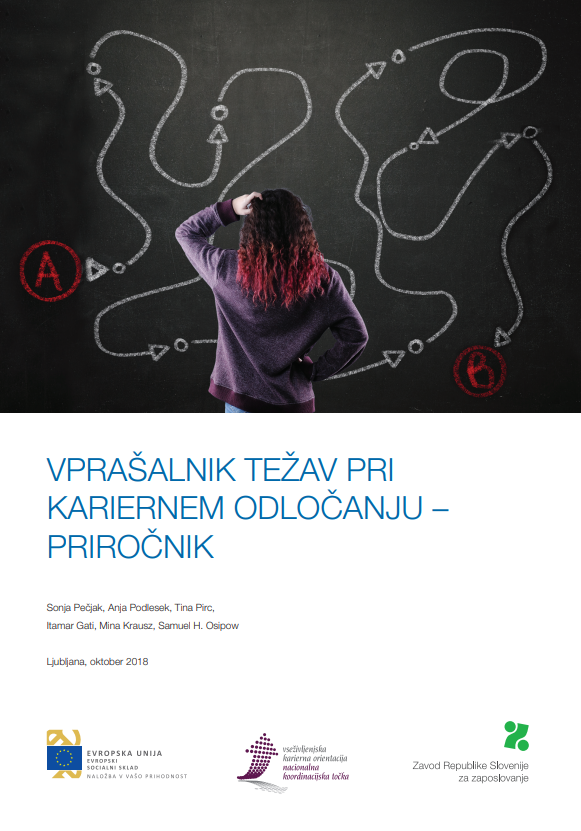 A
B
VPRAŠALNIK TEŽAV PRI
KARIERNEM ODLOČANJU –
PRIROČNIK
Sonja Pečjak, Anja Podlesek, Tina Pirc,
Itamar Gati, Mina Krausz, Samuel H. Osipow
Ljubljana, oktober 2018
EVROPSKA UNIJA
EVROPSKI
SOCIALNI SKLAD
NALOŽBA V VAŠO PRIHODNOST
vseživljenjska
karierna orientacija
nacionalna
koordinacijska točka
Zavod Republike Slovenije
za zaposlovanje